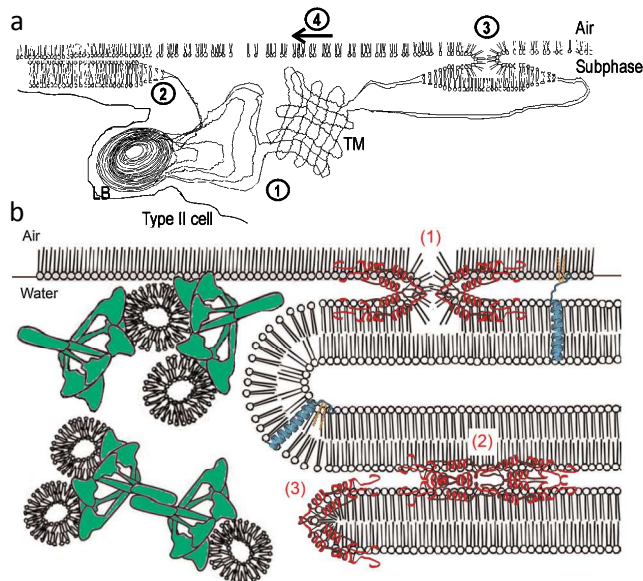 a
④
③
Air
Subphase
②
TM
LB
①
Type II cell
b
Air
(1)
Water
(2)
(3)